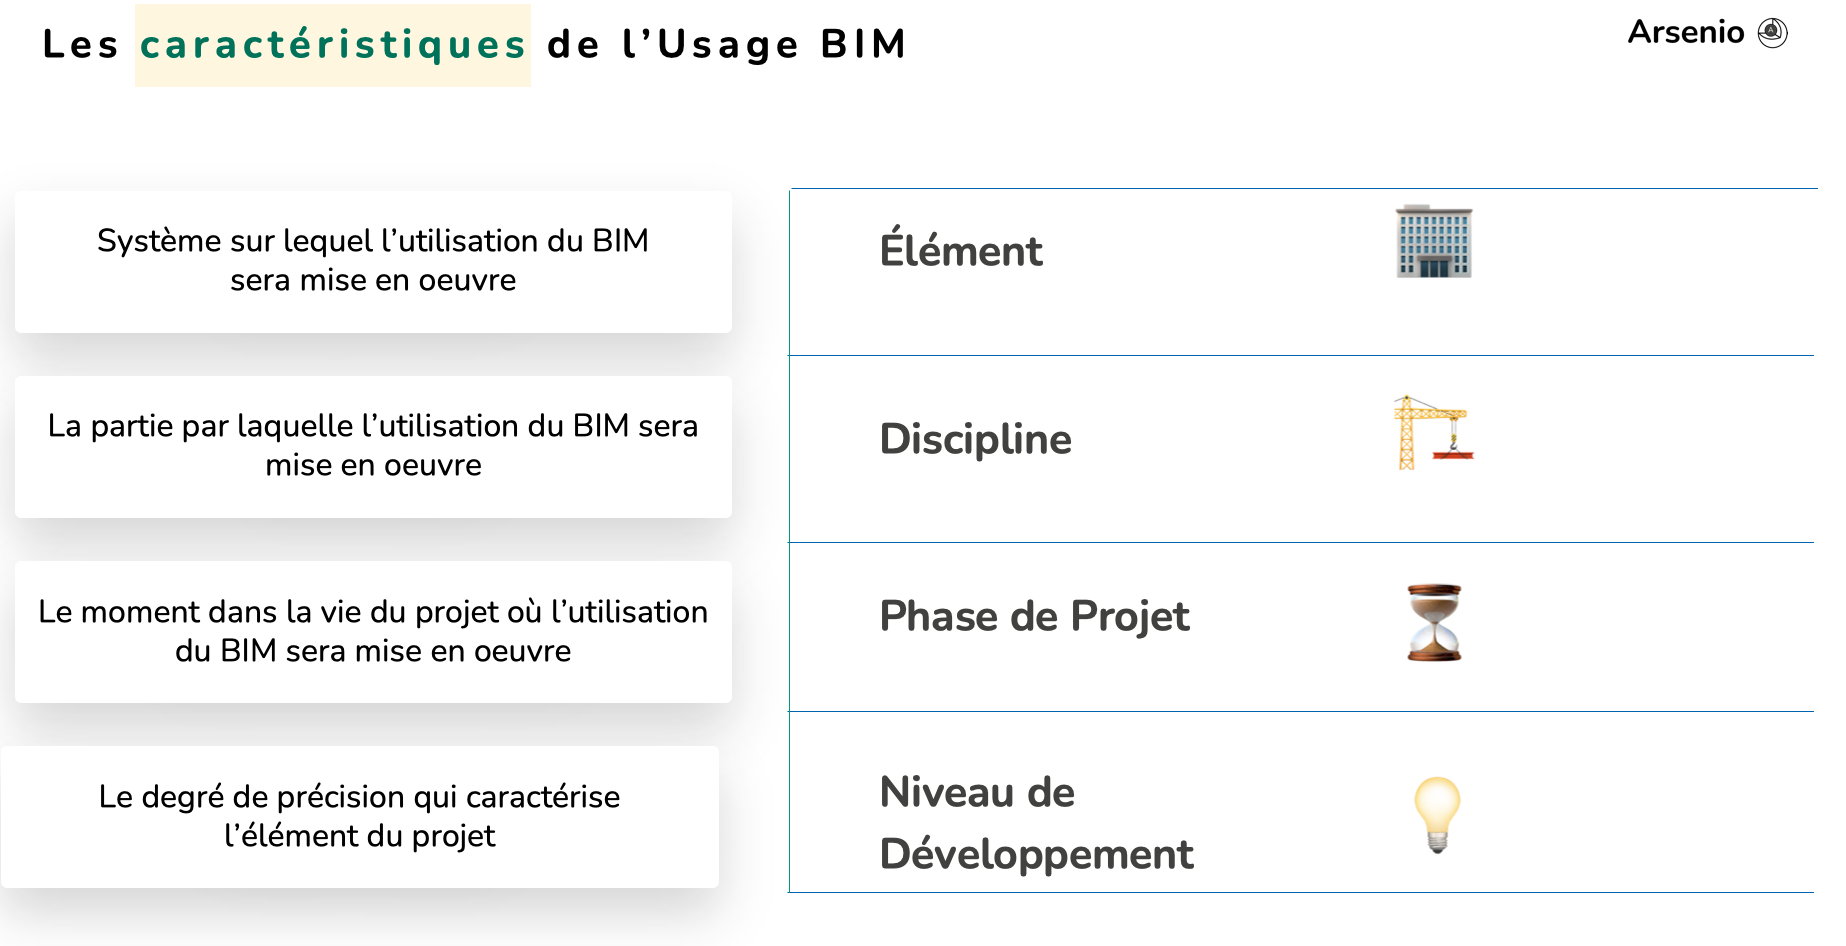 Les caractéristiques de l’Usage BIM
Arsenio
Système sur lequel l’utilisation du BIM
sera mise en oeuvre
Élément
La partie par laquelle l’utilisation du BIM sera
mise en oeuvre
Discipline
Le moment dans la vie du projet où l’utilisation
du BIM sera mise en oeuvre
Phase de Projet
Le degré de précision qui caractérise
l’élément du projet
Niveau de
Développement